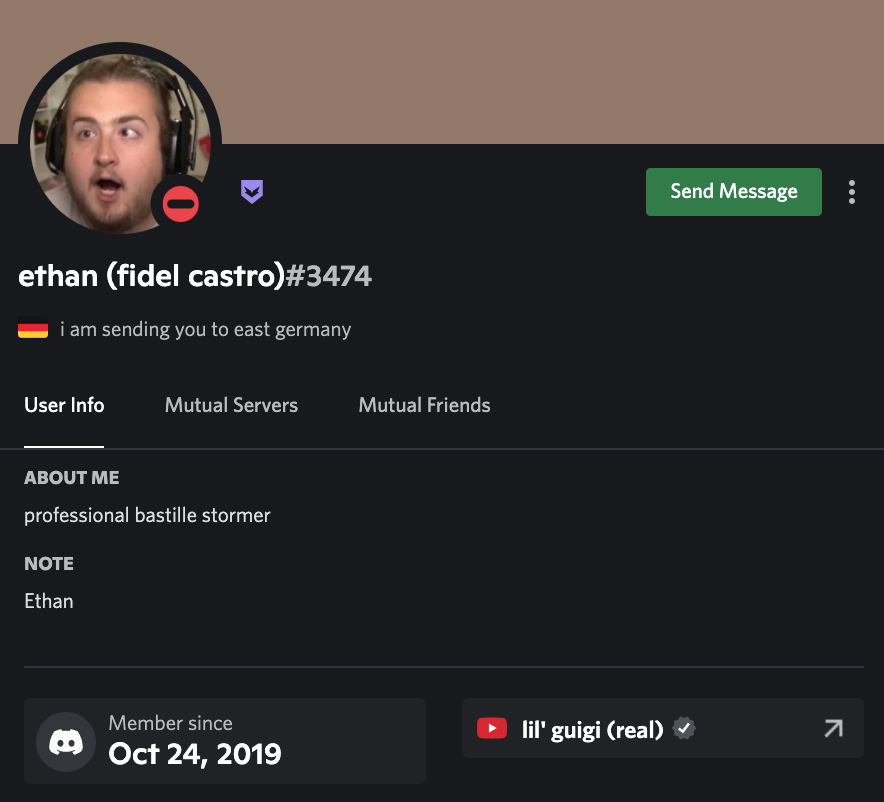 Send Message
ethan (fidel castro)#3474
i am sending you to east germany
User Info
Mutual Servers
Mutual Friends
ABOUT ME
professional bastille stormer
NOTE
Ethan
Member since
Oct 24, 2019
lil' guigi (real)